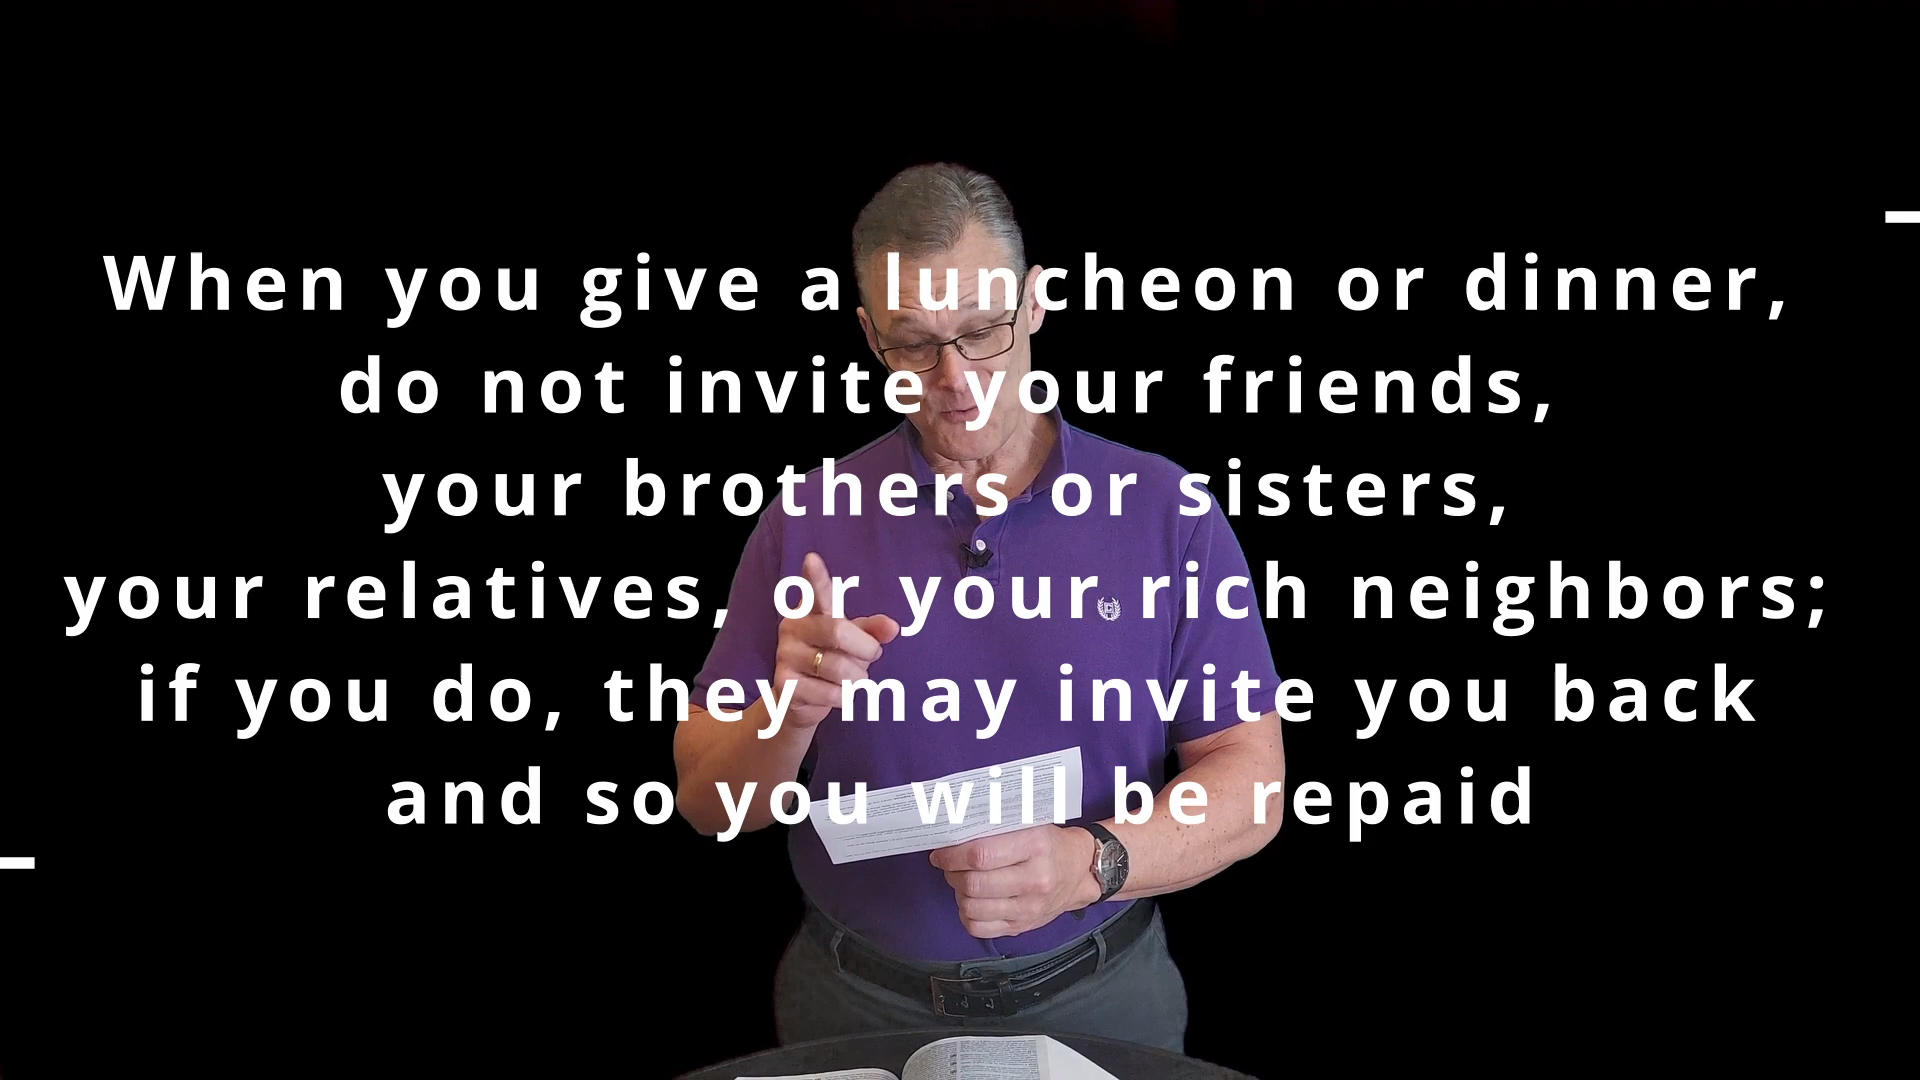 When you give a luncheon or dinner,
do not invite your friends,
your brothers or sisters,
your relatives, or your rich neighbors;
if you do, they may invite you back
and so you will be repaid